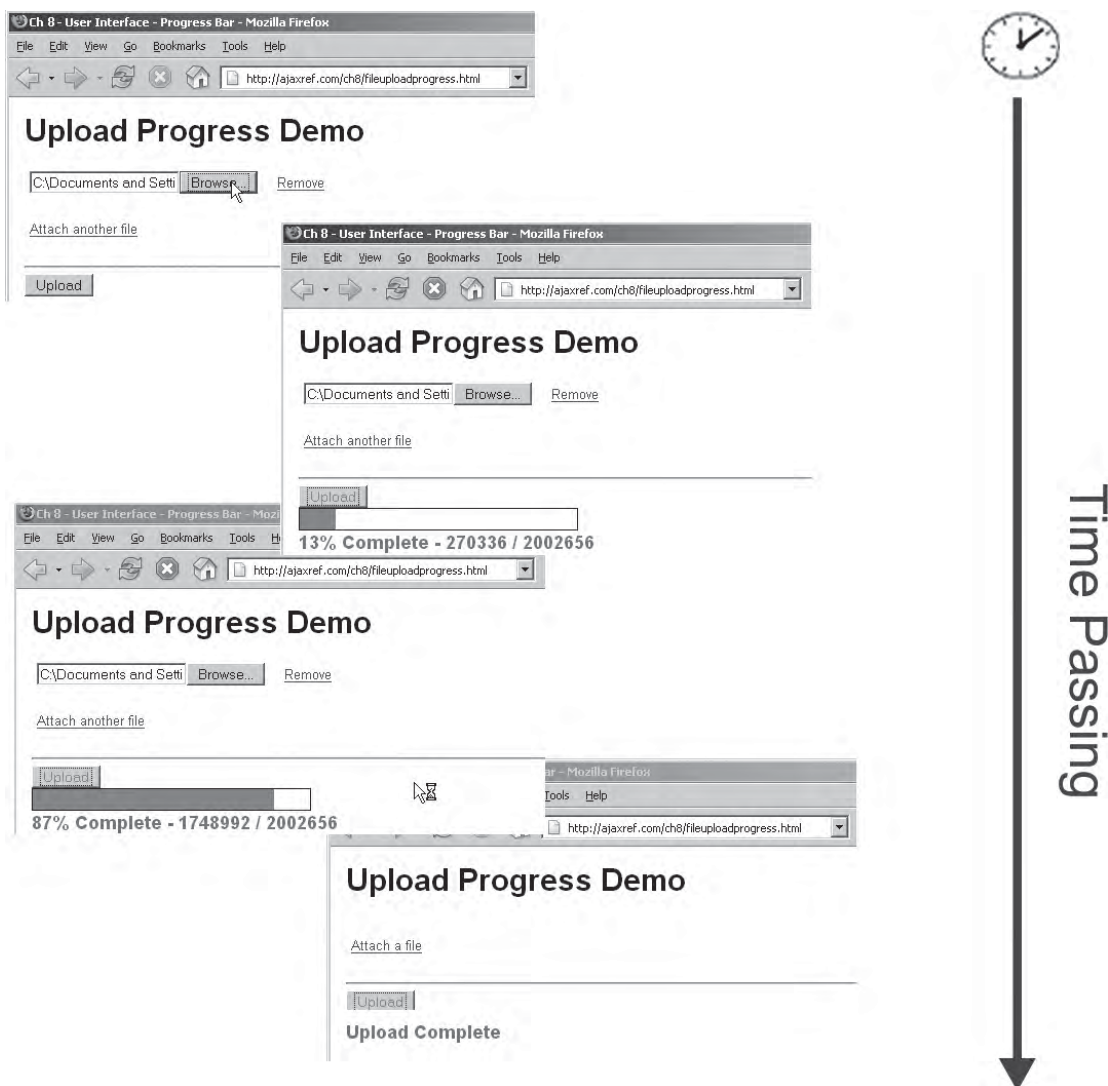 Ch 8 - User Interface - Progress Bar - Mozilla Firefox
File Edit View Go Bookmarks Tools Help
http://ajaxref.com/ch8/fileuploadprogress.html
Upload Progress Demo
C:\Documents and Setti Browse... Remove
Attach another file
Upload
Ch 8 - User Interface - Progress Bar - Mozilla Firefox
File Edit View Go Bookmarks Tools Help
http://ajaxref.com/ch8/fileuploadprogress.html
Upload Progress Demo
C:\Documents and Setti Browse... Remove
Attach another file
Upload
13% Complete - 270336 / 2002656
Ch 8 - User Interface - Progress Bar - Mozi
File Edit View Go Bookmarks Tools H
http://ajaxref.com/ch8/fileuploadprogress.html
Upload Progress Demo
C:\Documents and Setti Browse... Remove
Attach another file
Upload
87% Complete - 1748992 / 2002656
ar - Mozilla Firefox
Tools Help
http://ajaxref.com/ch8/fileuploadprogress.html
Upload Progress Demo
Attach a file
Upload
Upload Complete
Time Passing